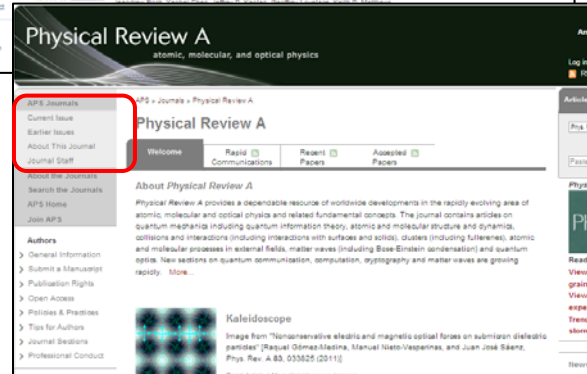 Physical Review A
atomic, molecular, and optical physics
Log in
APS Journals
Current Issue
Earlier Issues
About This Journal
Journal Staff
About the Journals
Search the Journals
APS Home
Join APS
Authors
General Information
Submit a Manuscript
Publication Rights
Open Access
Policies & Practices
Tips for Authors
Journal Sections
Professional Conduct
APS » Journals » Physical Review A
Physical Review A
Welcome
Rapid Communications
Recent Papers
Accepted Papers
About Physical Review A
Physical Review A provides a dependable resource of worldwide developments in the rapidly evolving area of
atomic, molecular and optical physics and related fundamental concepts. The journal contains articles on
quantum mechanics including quantum information theory, atomic and molecular structure and dynamics,
collisions and interactions (including interactions with surfaces and solids), clusters (including fullerenes), atomic
and molecular processes in external fields, matter waves (including Bose-Einstein condensation) and quantum
optics. New sections on quantum communication, computation, cryptography and matter waves are growing
rapidly. More...
Kaleidoscope
Image from "Nonconservative electric and magnetic optical forces on submicron dielectric
particles" [Raquel Gómez-Medina, Manuel Nieto-Vesperinas, and Juan José Sáenz,
Phys. Rev. A 83, 033825 (2011)]
Article
Phys
Read
View
grain
View
expe
Trend